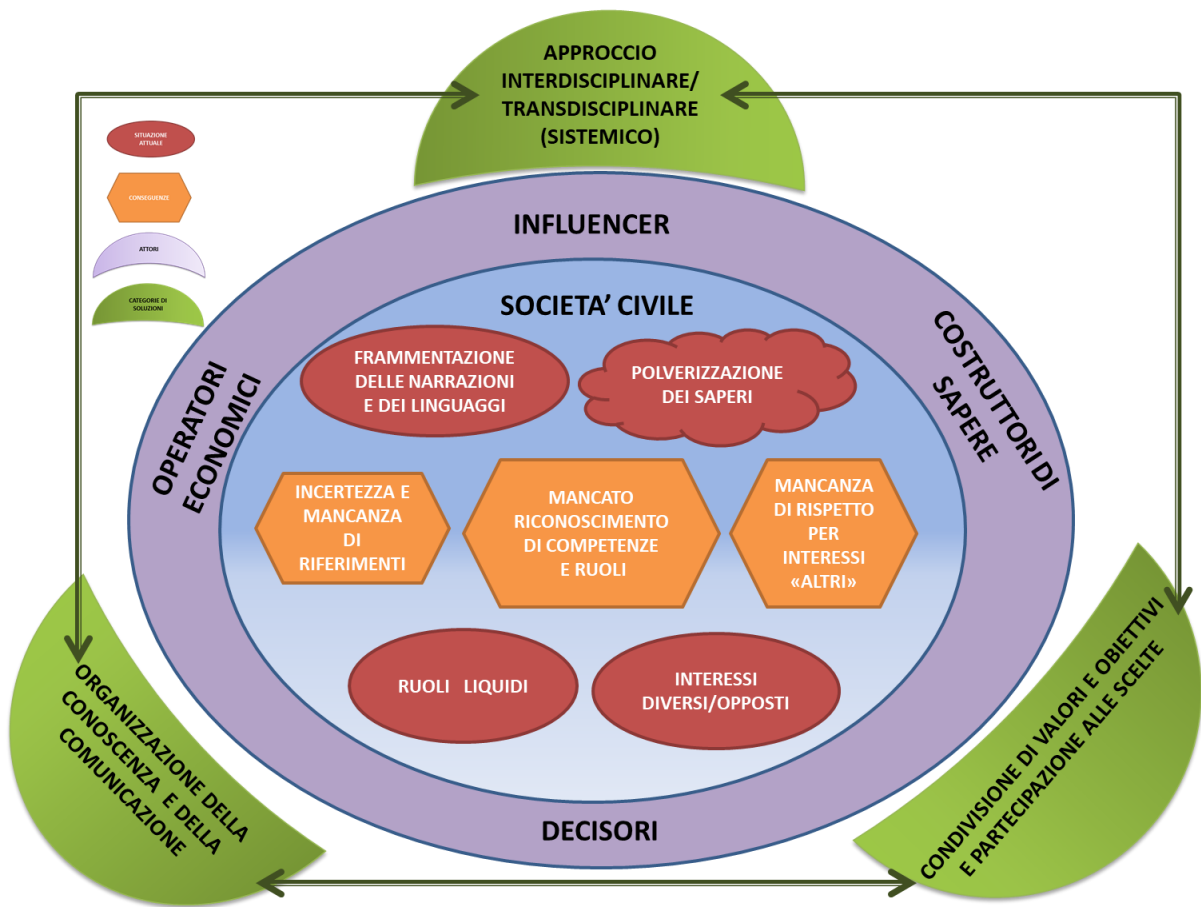 APPROCCIO
INTERDISCIPLINARE/
TRANSDISCIPLINARE
(SISTEMICO)
SITUAZIONE
ATTUALE
CONSEGUENZE
ATTORI
CATEGORIE DI
SOLUZIONI
INFLUENCER
OPERATORI
ECONOMICI
COSTRUTTORI DI
SAPERE
SOCIETA’ CIVILE
FRAMMENTAZIONE
DELLE NARRAZIONI
E DEI LINGUAGGI
POLVERIZZAZIONE
DEI SAPERI
INCERTEZZA E
MANCANZA
DI
RIFERIMENTI
MANCATO
RICONOSCIMENTO
DI COMPETENZE
E RUOLI
MANCANZA
DI RISPETTO
PER
INTERESSI
«ALTRI»
RUOLI LIQUIDI
INTERESSI
DIVERSI/OPPOSTI
DECISORI
ORGANIZZAZIONE DELLA
CONOSCENZA E DELLA
COMUNICAZIONE
CONDIVISIONE DI VALORI E OBIETTIVI
E PARTECIPAZIONE ALLE SCELTE